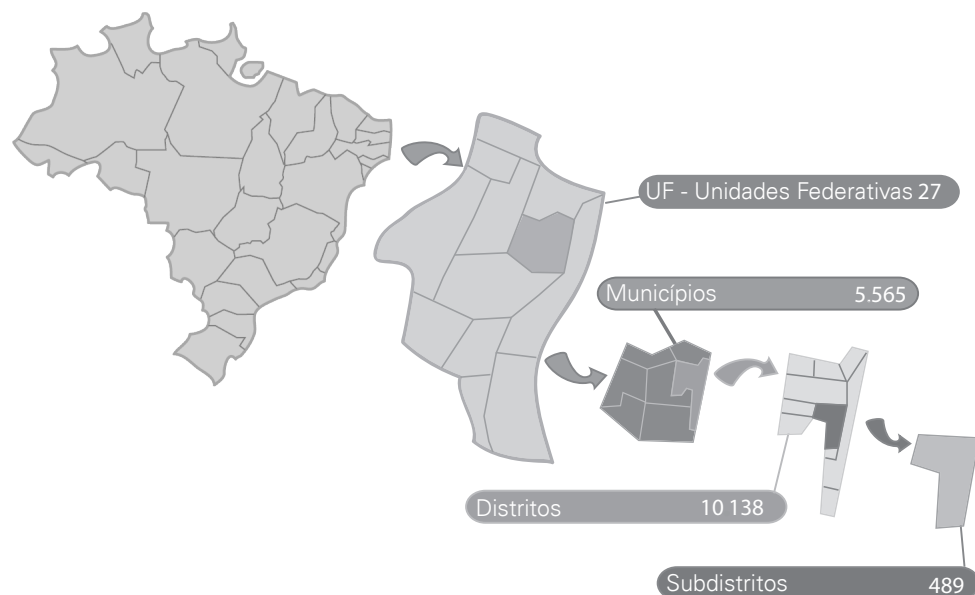 UF - Unidades Federativas 27
Municípios 5.565
Distritos 10 138
Subdistritos 489